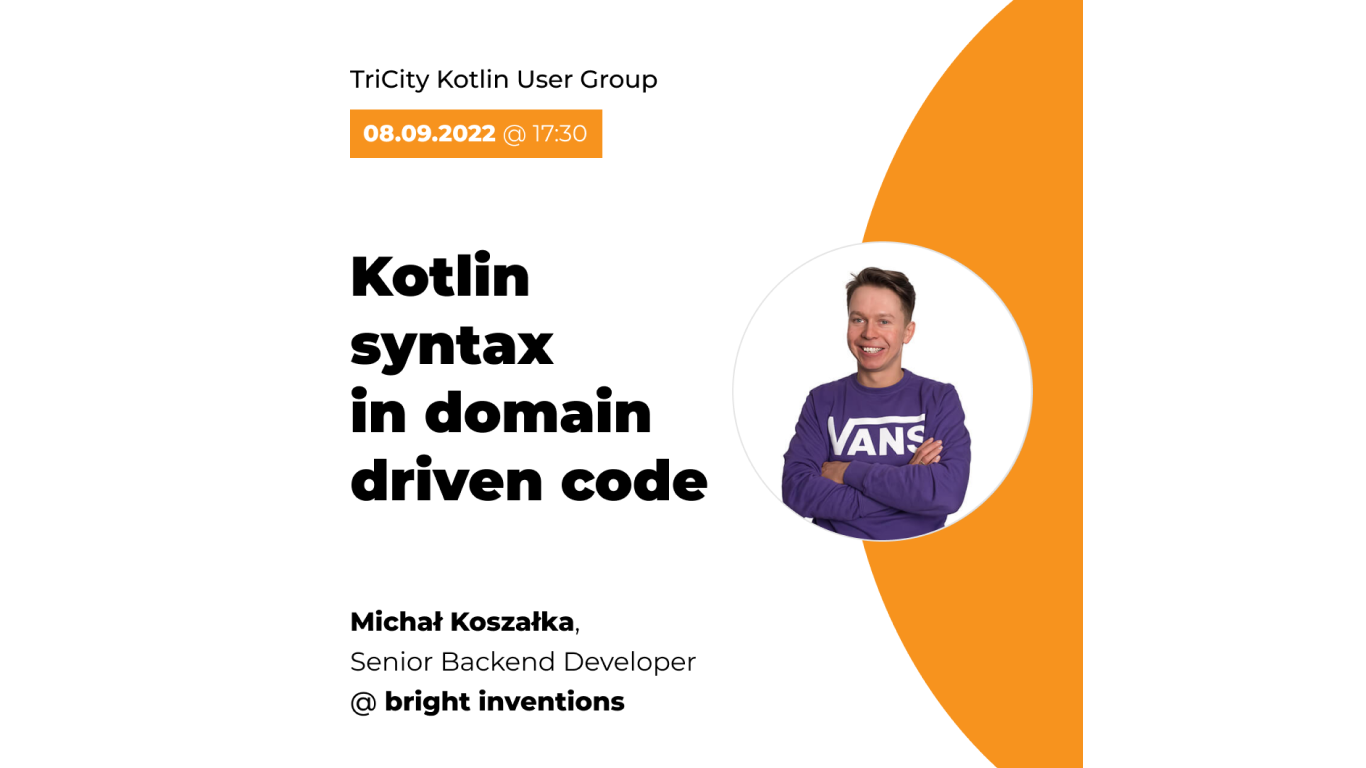 TriCity Kotlin User Group
08.09.2022 @ 17:30
Kotlin
syntax
in domain
driven code
VANS
Michał Koszałka,
Senior Backend Developer
@ bright inventions